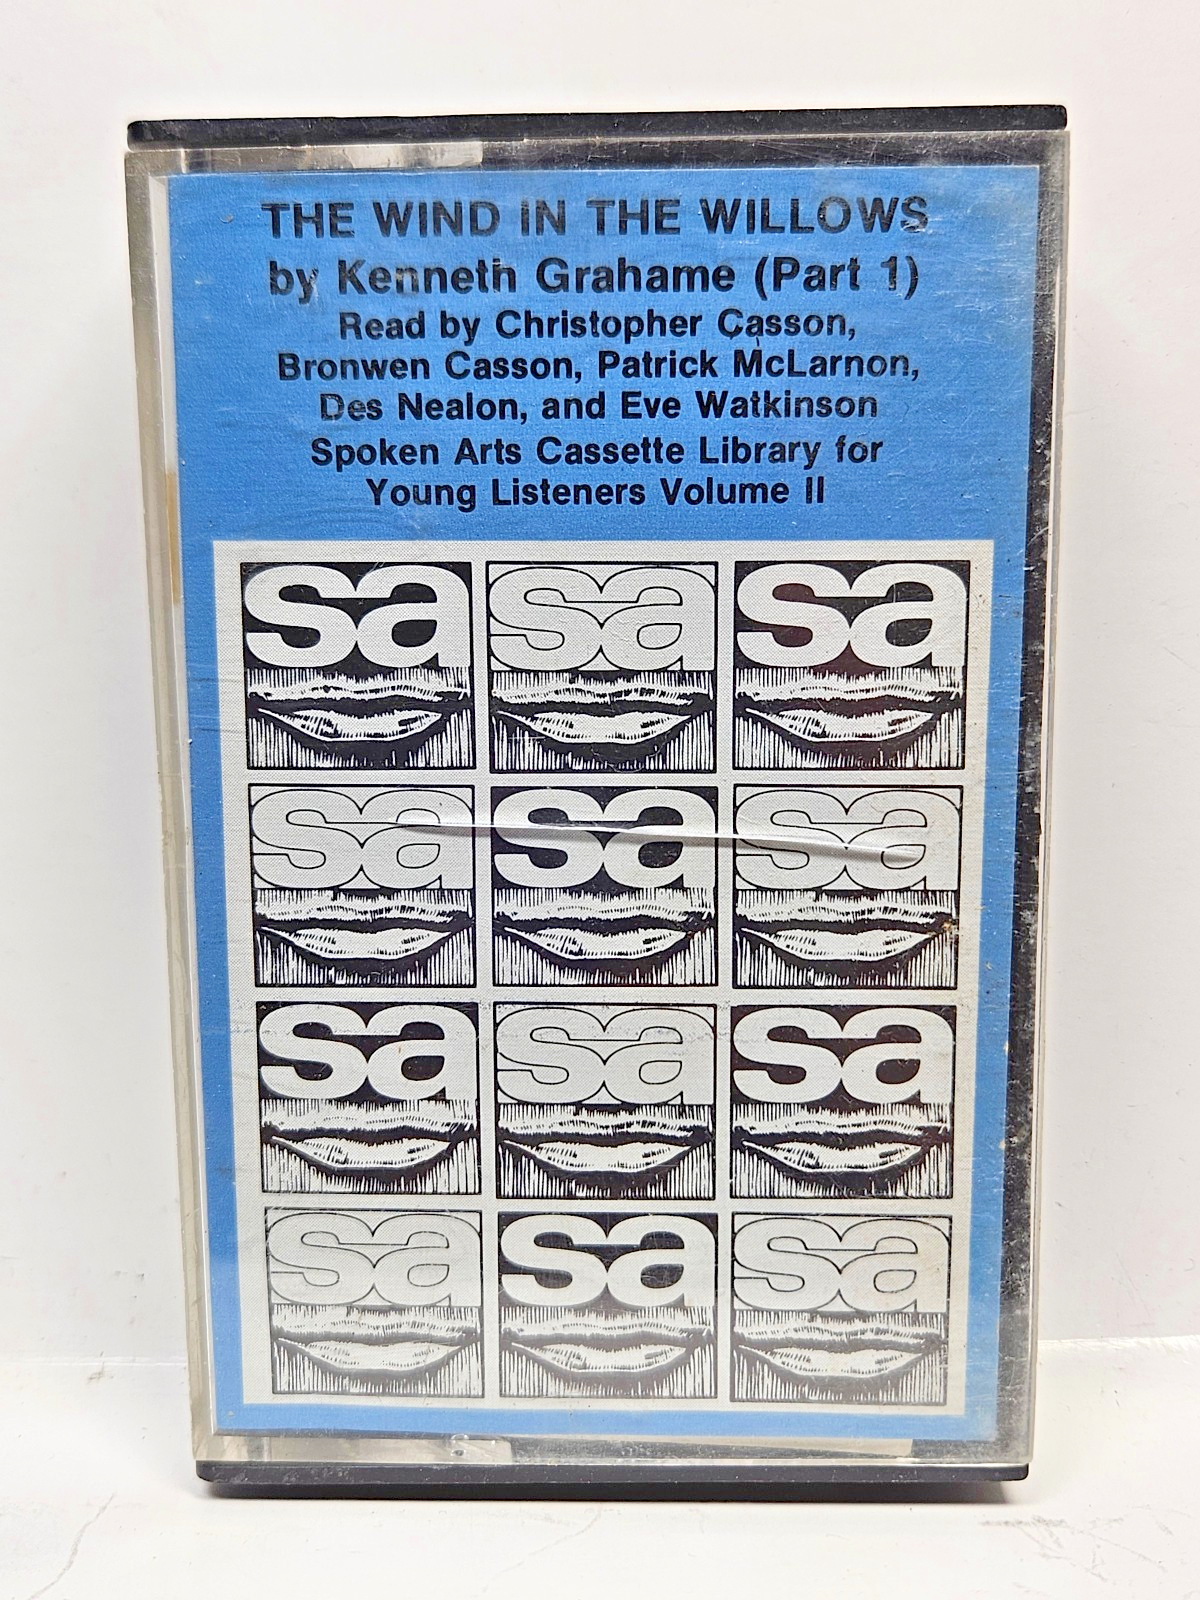 THE WIND IN THE WILLOWS
by Kenneth Grahame (Part 1)
Read by Christopher Casson,
Bronwen Casson, Patrick McLarnon,
Des Nealon, and Eve Watkinson
Spoken Arts Cassette Library for
Young Listeners Volume II
sa sa sa
sa sa sa
sa sa sa
sa sa sa